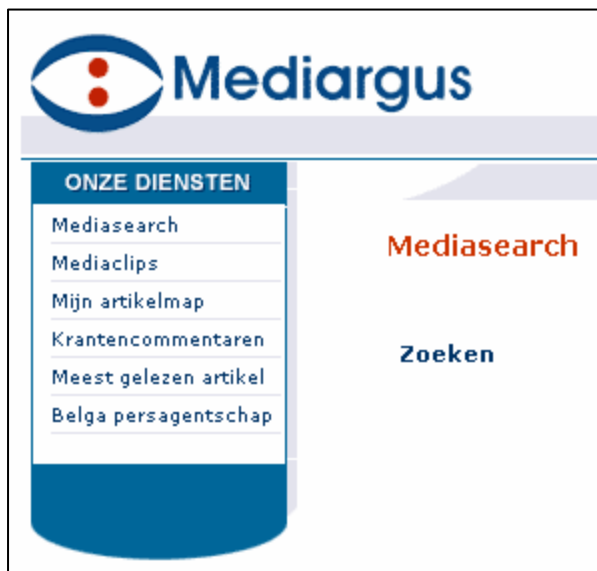 Mediargus
ONZE DIENSTEN
Mediasearch
Mediaclips
Mijn artikelmap
Krantencommentaren
Meest gelezen artikel
Belga persagentschap
Mediasearch
Zoeken